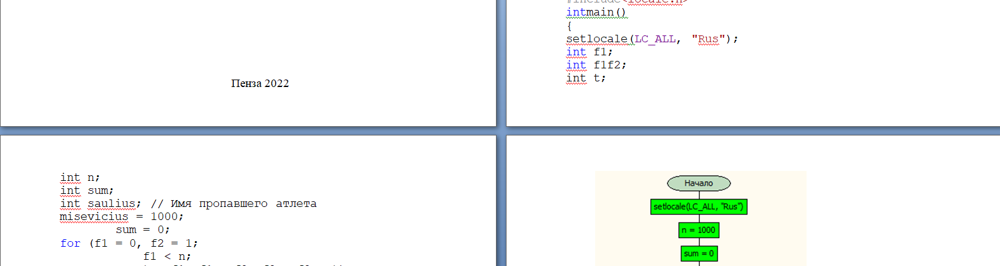 Пенза 2022
#include<locale.h>
intmain()
{
setlocale(LC_ALL, "Rus");
int f1;
int f1f2;
int t;
int n;
int sum;
int saulius; // Имя пропавшего атлета
misevicius = 1000;
sum = 0;
for (f1 = 0, f2 = 1;
f1 < n;
Начало
setlocale(LC_ALL, "Rus")
n = 1000
sum = 0